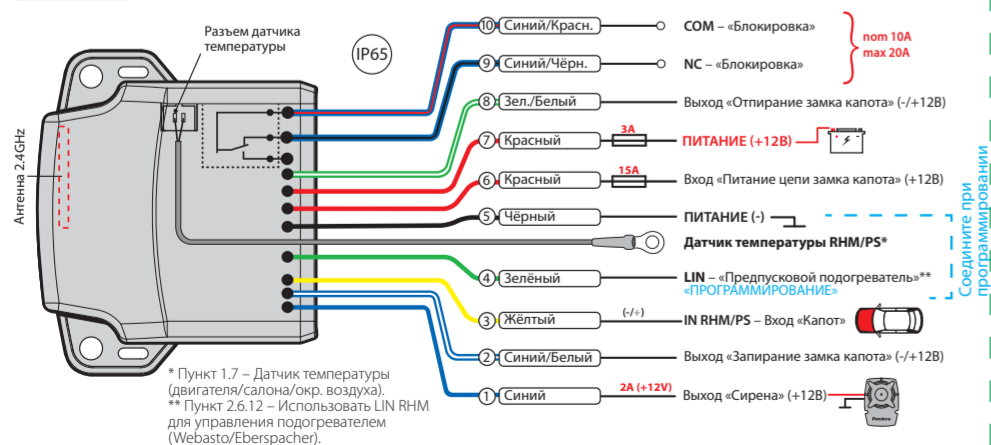 Разъем датчика
температуры
IP65
Антенна 2.4GHz
10 Синий/Красн. COM – «Блокировка»
nom 10A
max 20A
9 Синий/Чёрн. NC – «Блокировка»
8 Зел./Белый Выход «Отпирание замка капота» (-/+12В)
7 Красный 3A ПИТАНИЕ (+12В)
6 Красный 15A Вход «Питание цепи замка капота» (+12В)
5 Чёрный ПИТАНИЕ (-)
Датчик температуры RHM/PS*
4 Зелёный LIN – «Предпусковой подогреватель»**
«ПРОГРАММИРОВАНИЕ»
Соедините при
программировании
3 Жёлтый (-/+) IN RHM/PS – Вход «Капот»
2 Синий/Белый Выход «Запирание замка капота» (-/+12В)
1 Синий 2A (+12V) Выход «Сирена» (+12В)
Pandora
* Пункт 1.7 – Датчик температуры
(двигателя/салона/окр. воздуха).
** Пункт 2.6.12 – Использовать LIN RHM
для управления подогревателем
(Webasto/Eberspacher).